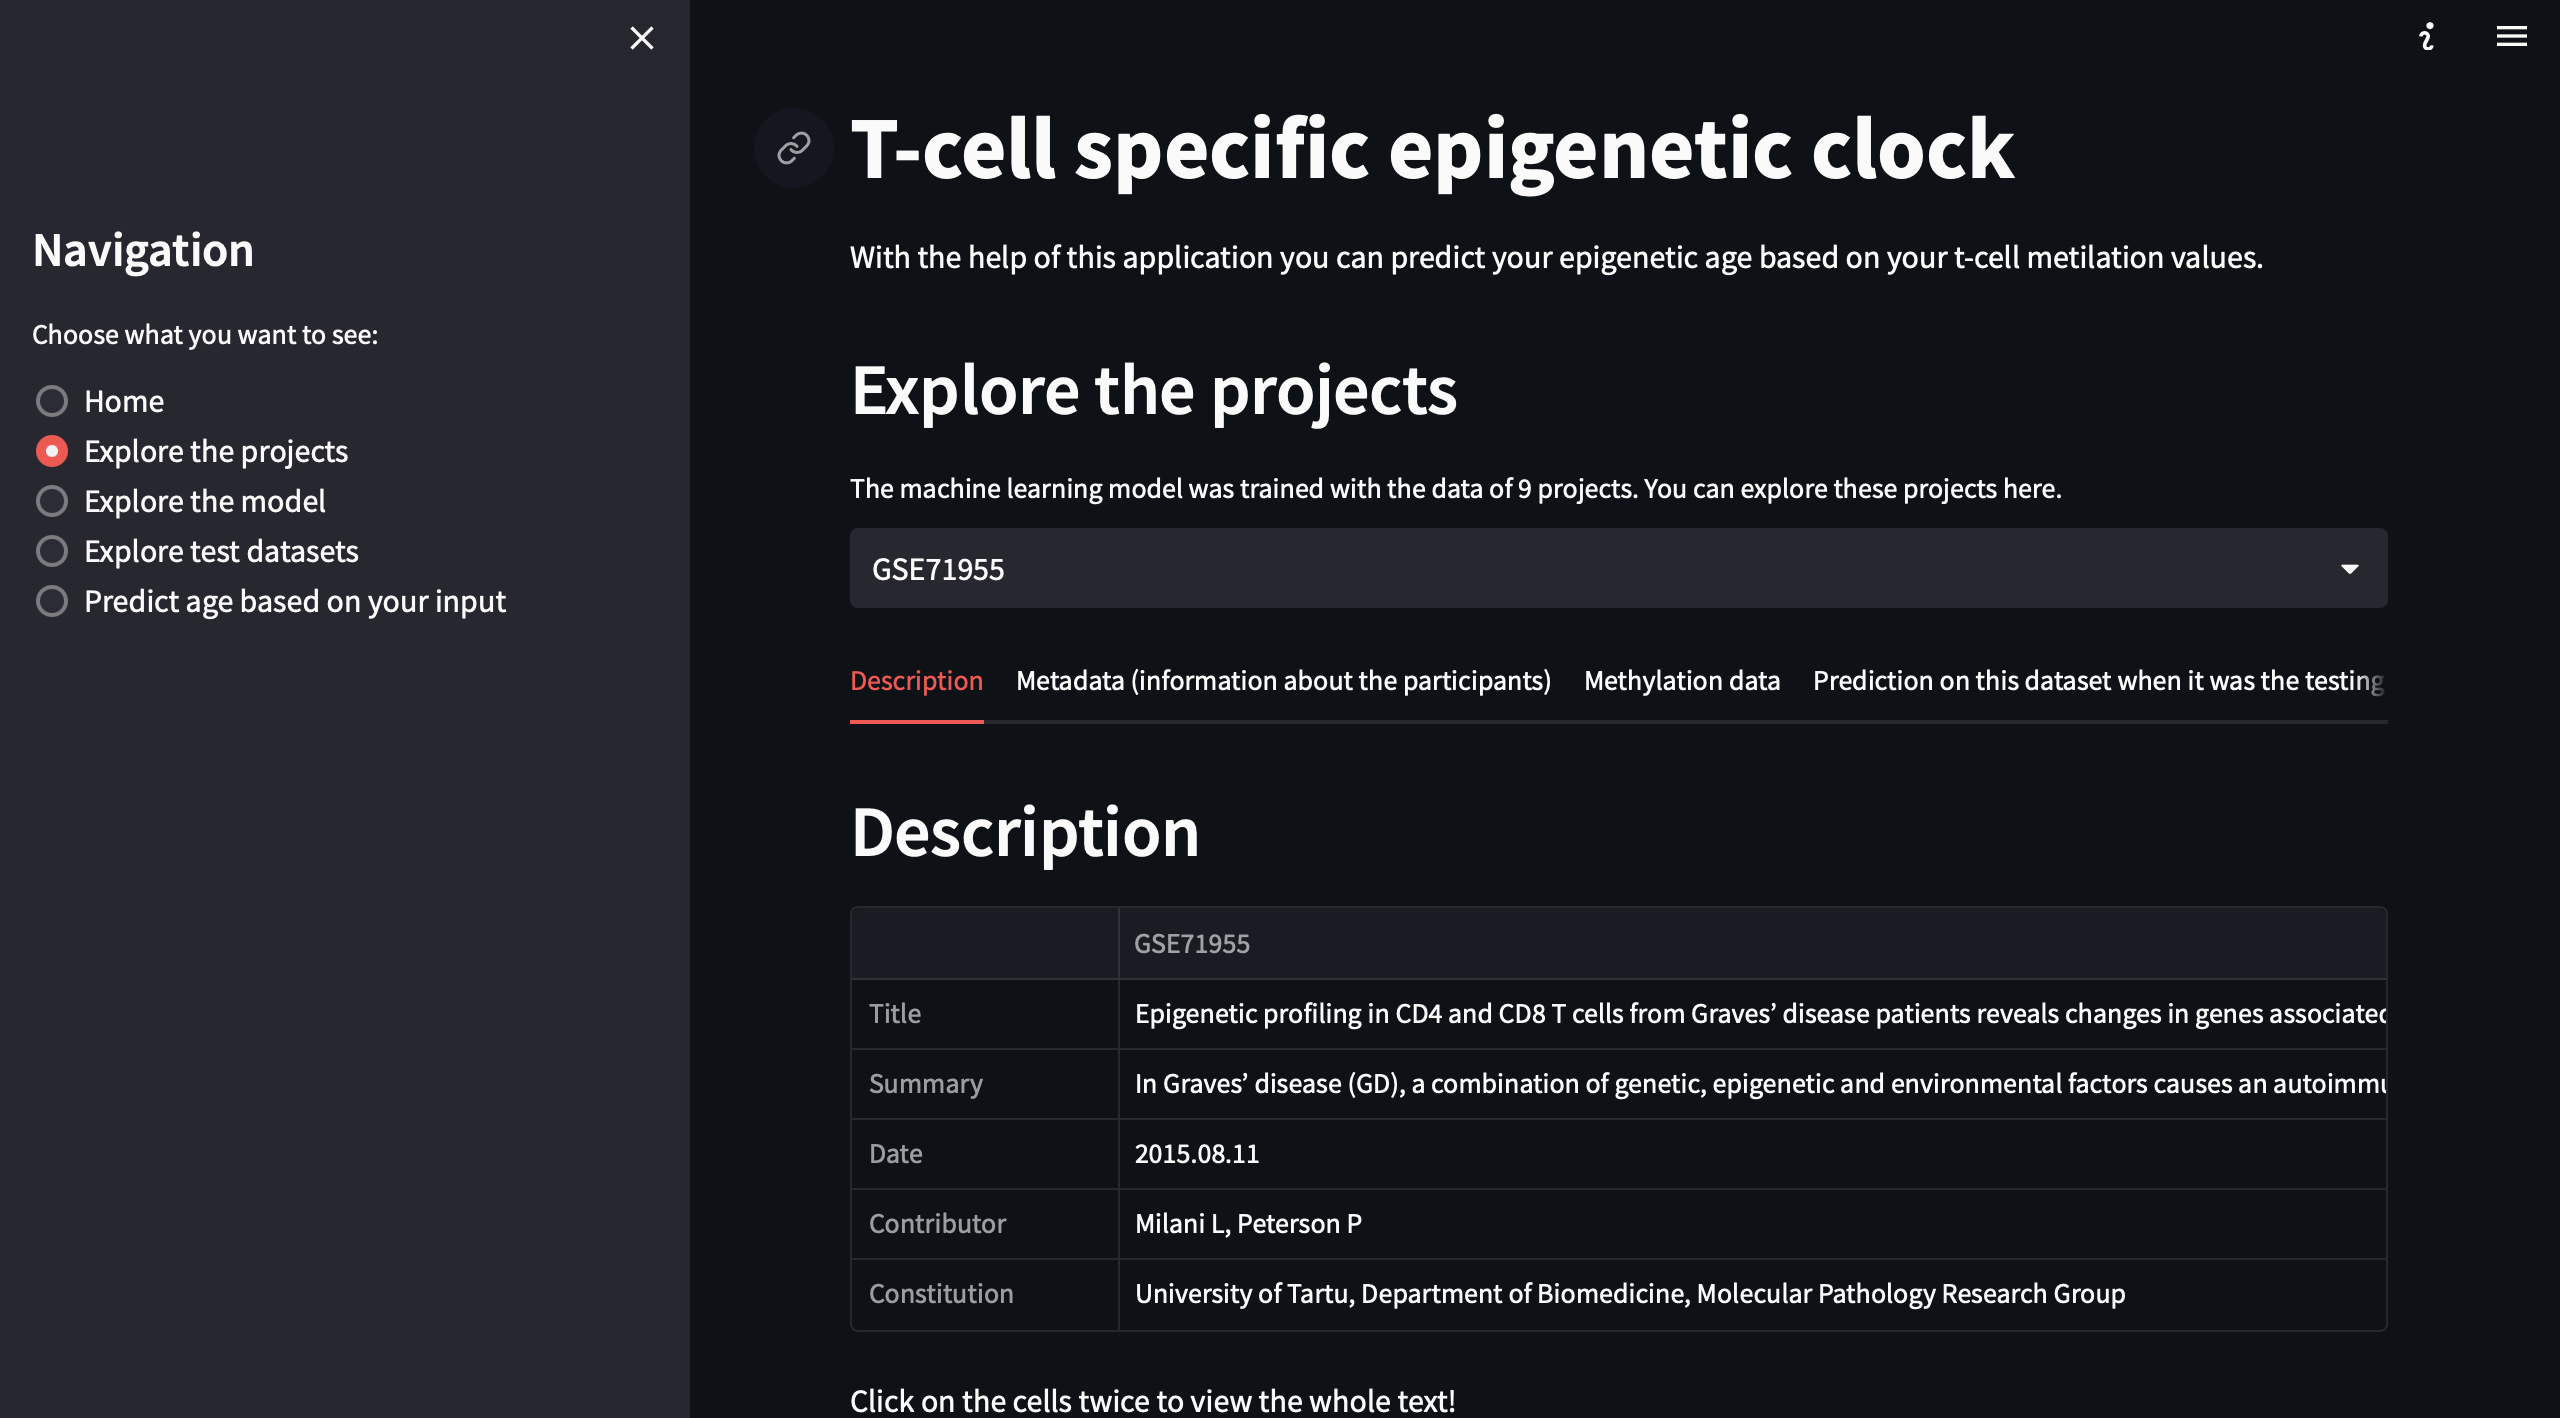 Navigation
Choose what you want to see:
Home
Explore the projects
Explore the model
Explore test datasets
Predict age based on your input
T-cell specific epigenetic clock
With the help of this application you can predict your epigenetic age based on your t-cell metilation values.
Explore the projects
The machine learning model was trained with the data of 9 projects. You can explore these projects here.
GSE71955
Description Metadata (information about the participants) Methylation data Prediction on this dataset when it was the testing
Description
GSE71955
Title Epigenetic profiling in CD4 and CD8 T cells from Graves’ disease patients reveals changes in genes associated
Summary In Graves’ disease (GD), a combination of genetic, epigenetic and environmental factors causes an autoimmu
Date 2015.08.11
Contributor Milani L, Peterson P
Constitution University of Tartu, Department of Biomedicine, Molecular Pathology Research Group
Click on the cells twice to view the whole text!